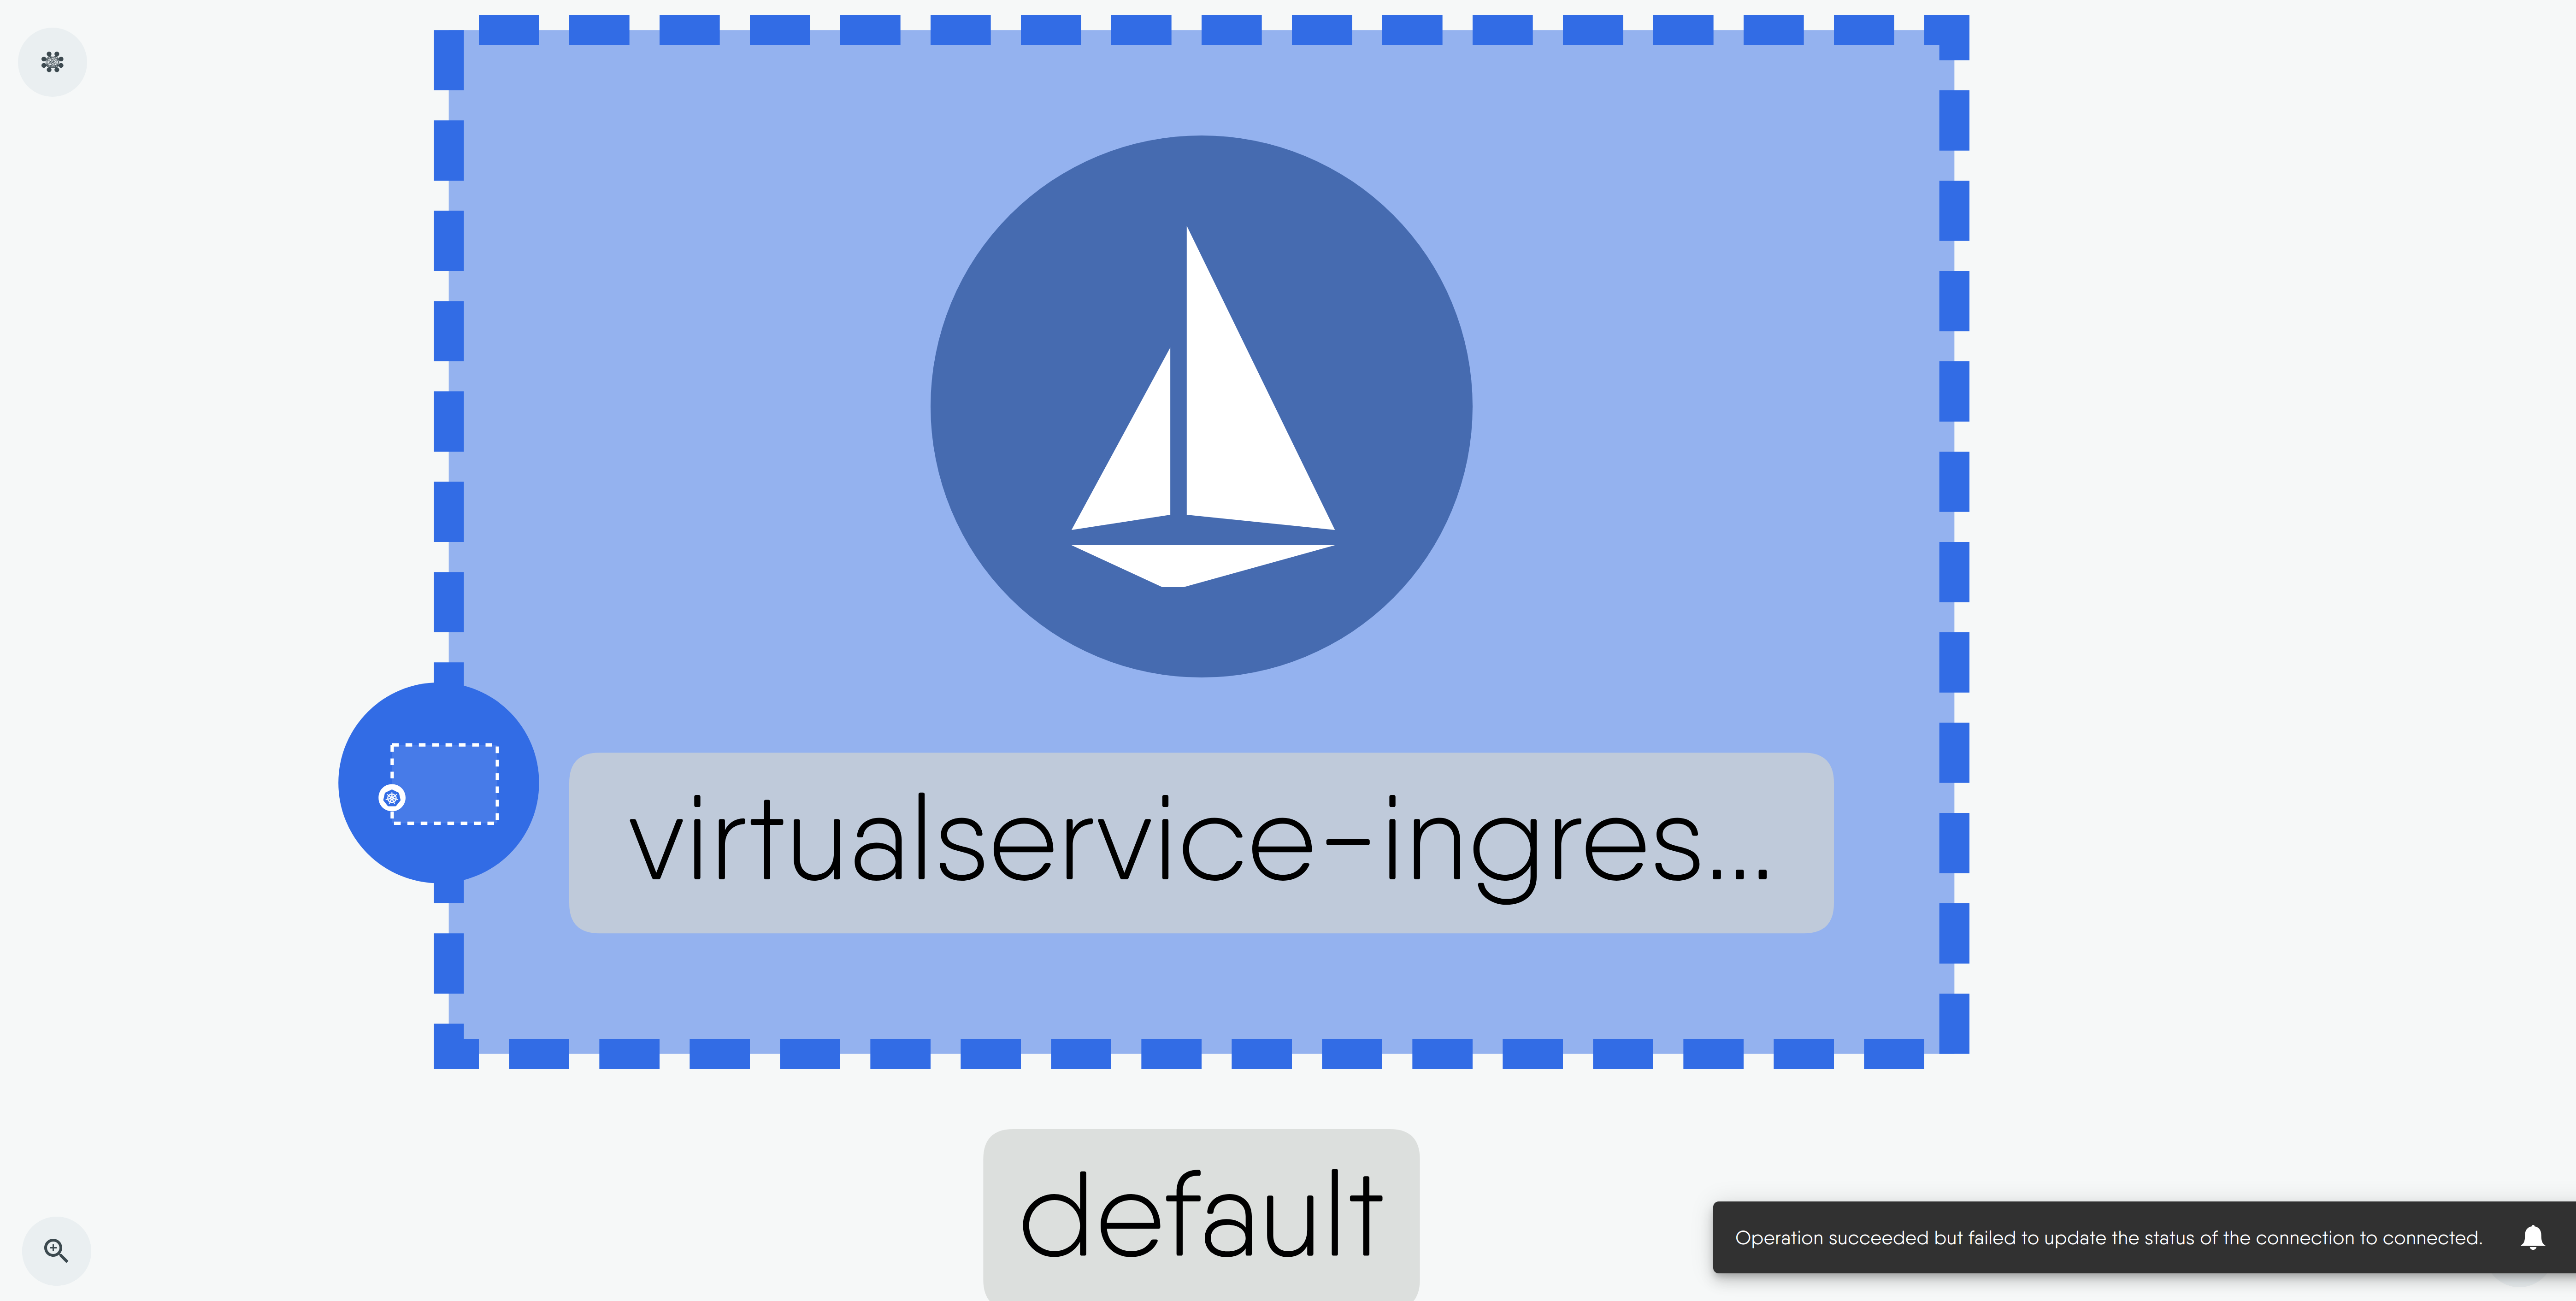 virtualservice-ingres...
default
Operation succeeded but failed to update the status of the connection to connected.